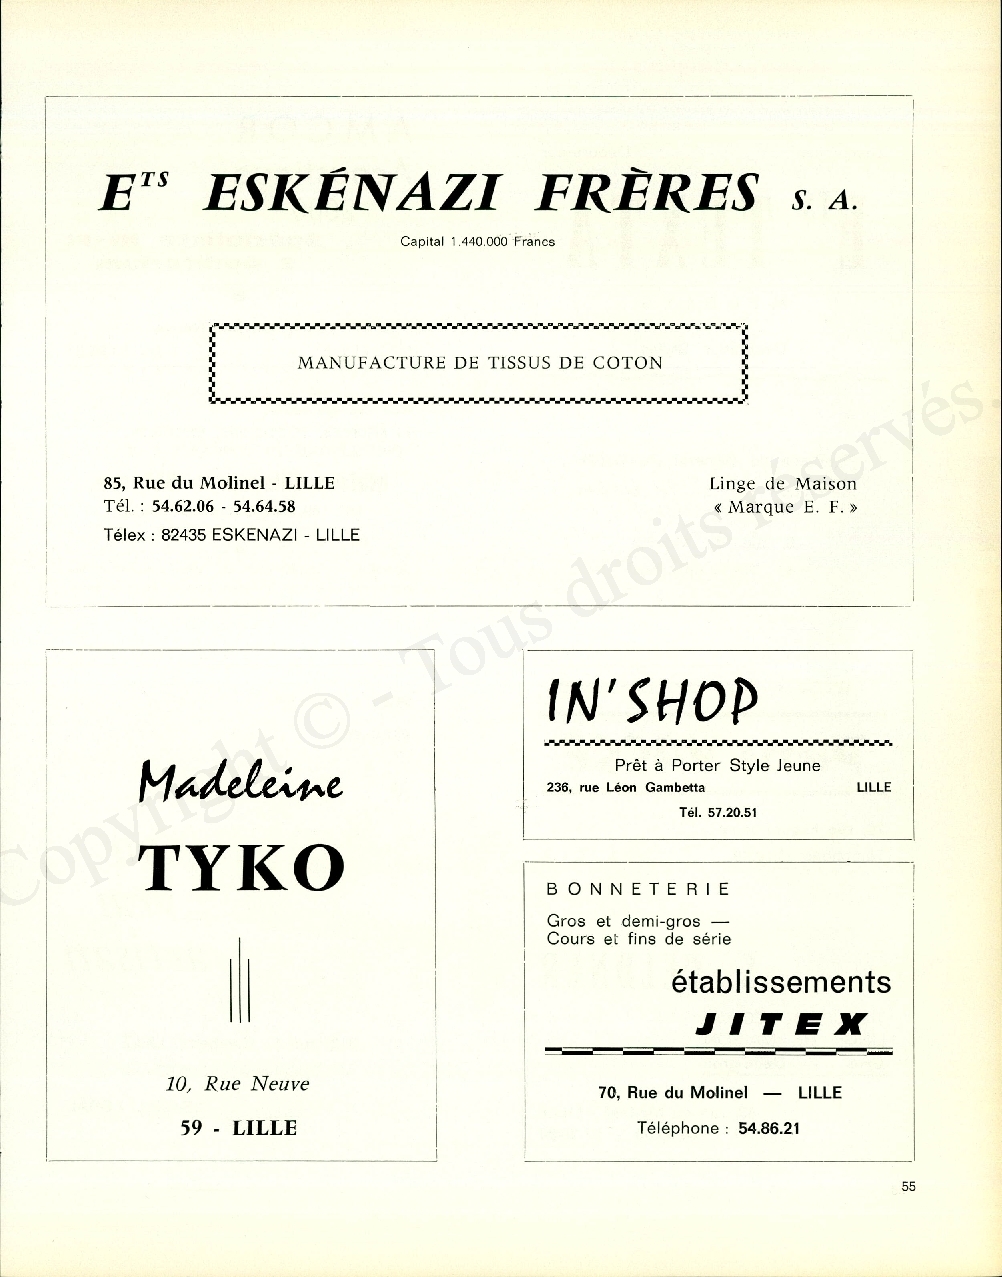 E^TS ESKÉNAZI FRÈRES S. A.
Capital 1.440.000 Francs
MANUFACTURE DE TISSUS DE COTON
85, Rue du Molinel - LILLE
Tél. : 54.62.06 - 54.64.58
Télex : 82435 ESKENAZI - LILLE
Linge de Maison
« Marque E. F. »
Madeleine
TYKO
10, Rue Neuve
59 - LILLE
IN'SHOP
Prêt à Porter Style Jeune
236, rue Léon Gambetta LILLE
Tél. 57.20.51
BONNETERIE
Gros et demi-gros —
Cours et fins de série
établissements
JITEX
70, Rue du Molinel — LILLE
Téléphone : 54.86.21
55
Copyright © - Tous droits réservés.